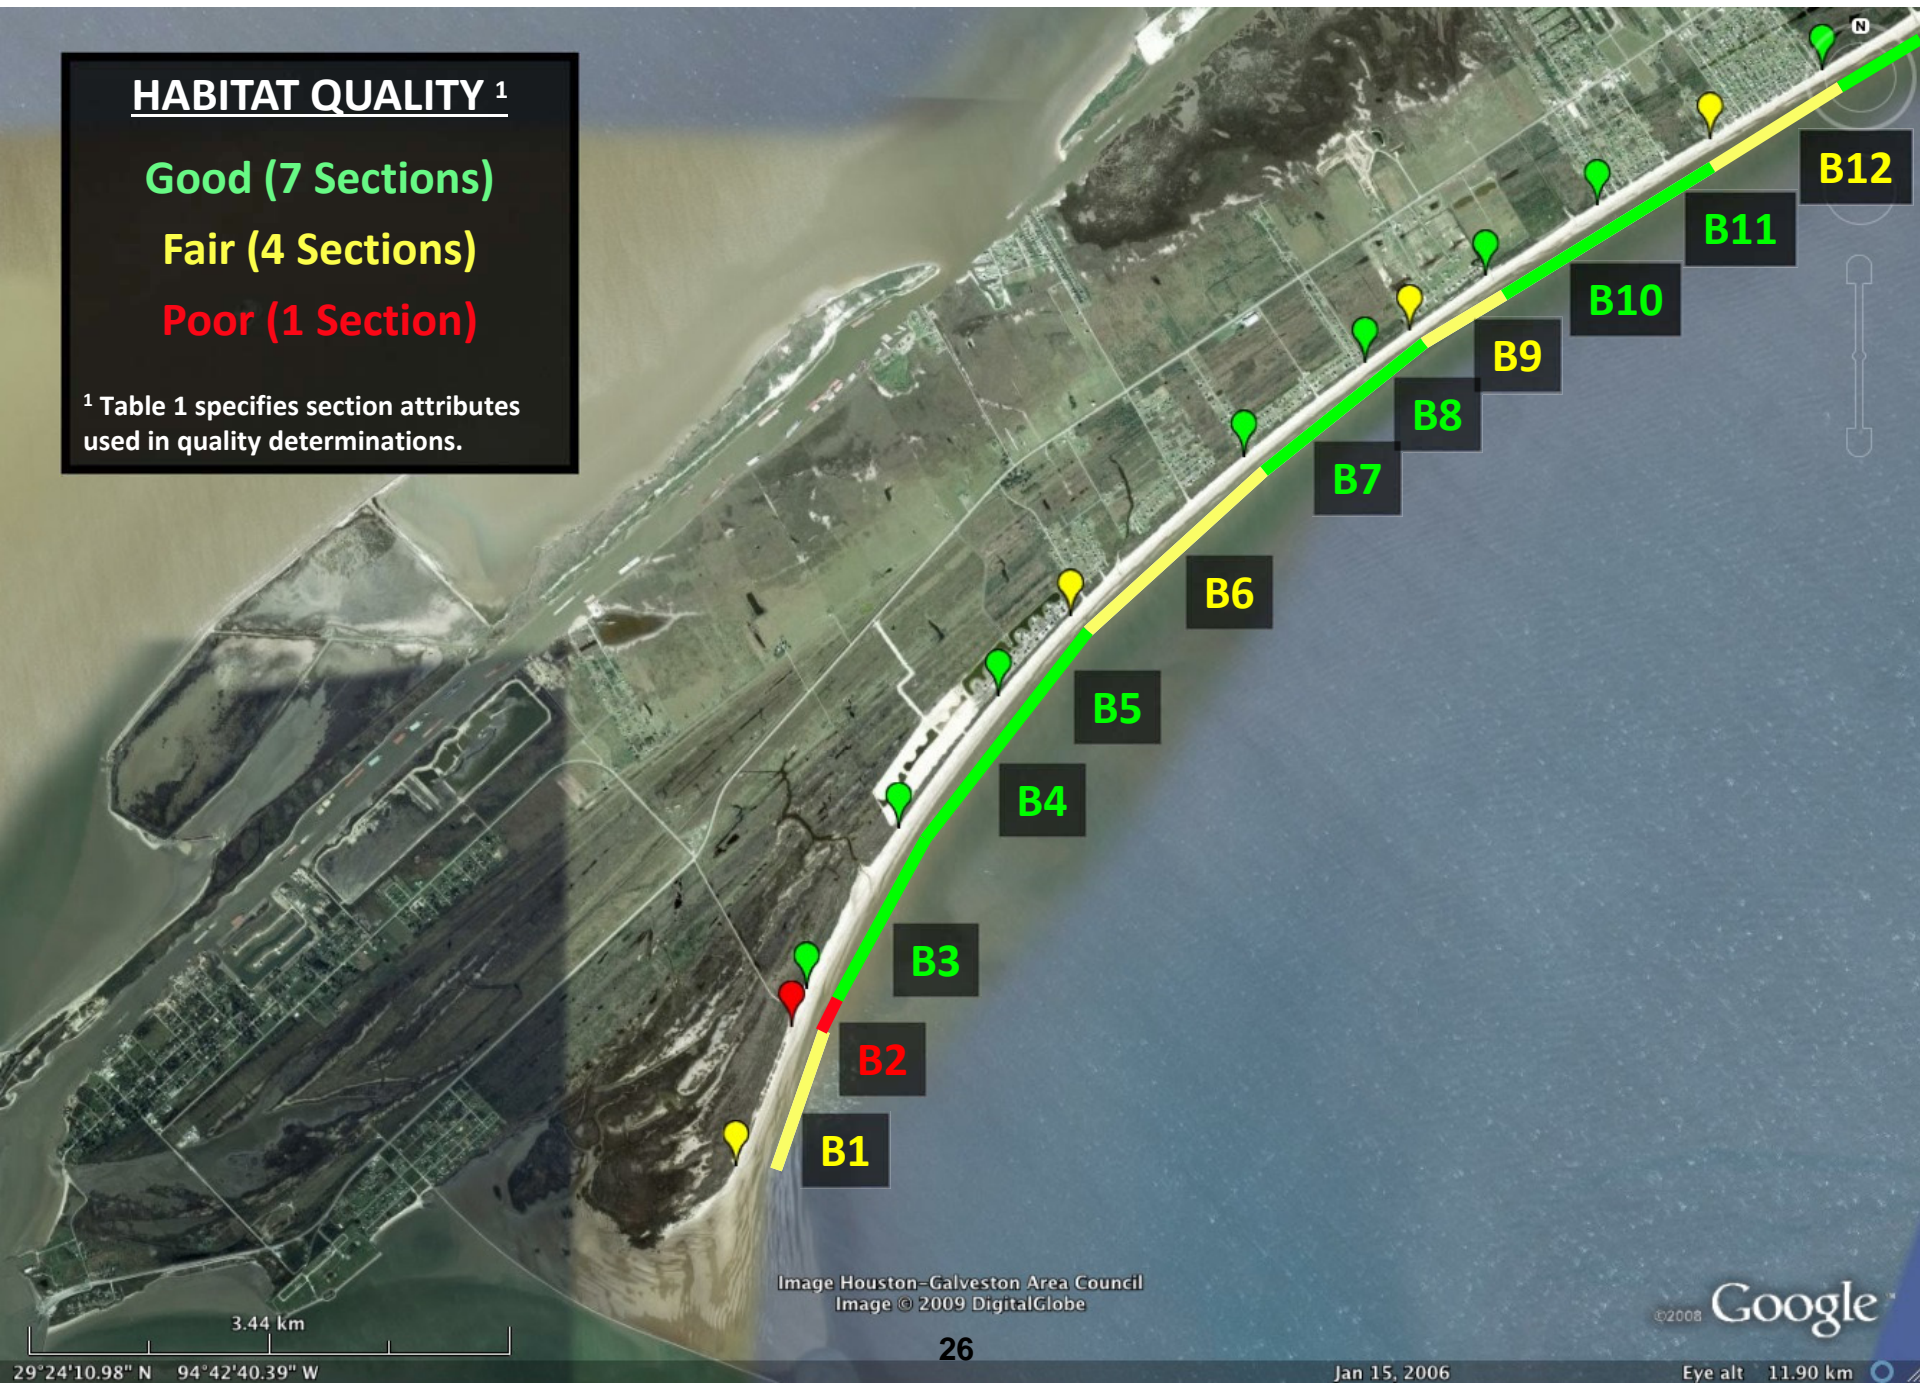 HABITAT QUALITY ¹
Good (7 Sections)
Fair (4 Sections)
Poor (1 Section)
¹ Table 1 specifies section attributes
used in quality determinations.
N
B12
B11
B10
B9
B8
B7
B6
B5
B4
B3
B2
B1
Image Houston-Galveston Area Council
Image © 2009 DigitalGlobe
©2008 Google™
3.44 km
26
29°24'10.98" N 94°42'40.39" W
Jan 15, 2006
Eye alt 11.90 km